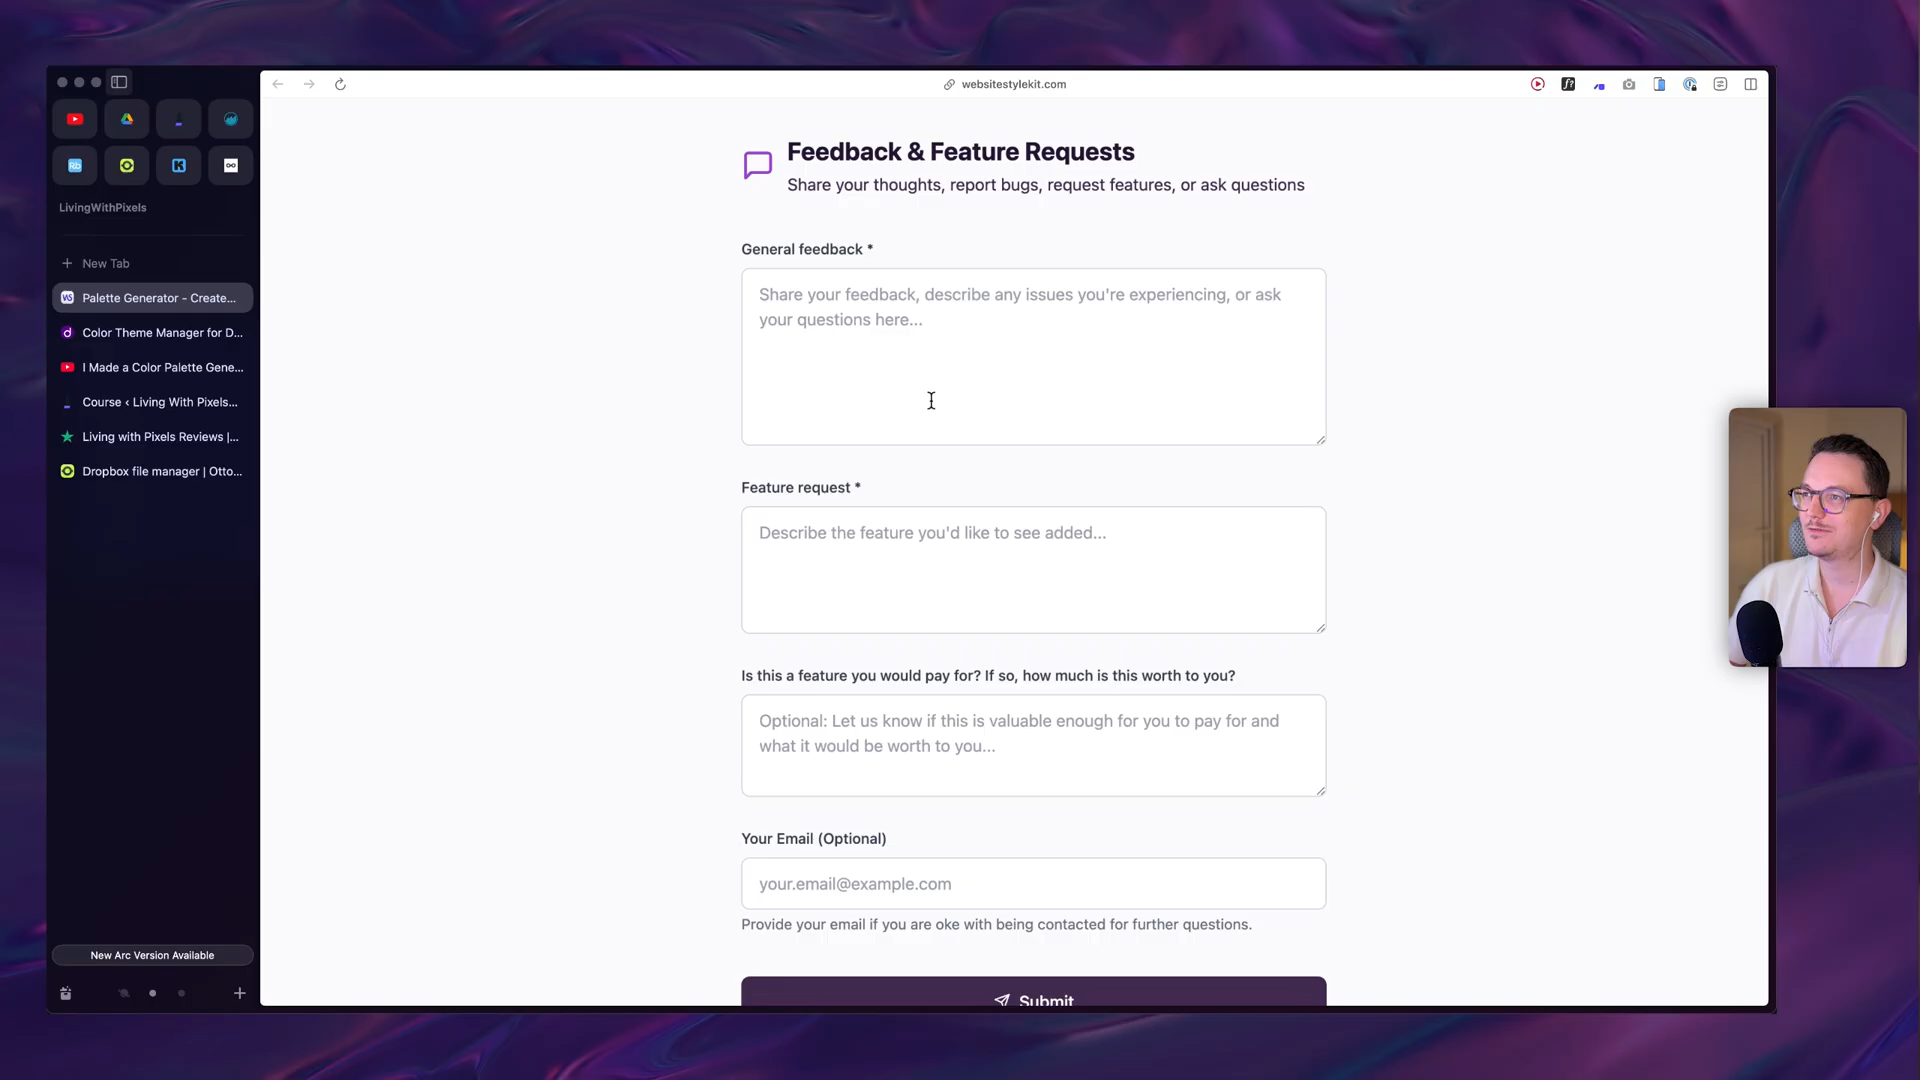 websitestylekit.com
LivingWithPixels
New Tab
Palette Generator - Create...
Color Theme Manager for D...
I Made a Color Palette Gene...
Course ‹ Living With Pixels...
Living with Pixels Reviews |...
Dropbox file manager | Otto...
New Arc Version Available
Feedback & Feature Requests
Share your thoughts, report bugs, request features, or ask questions
General feedback *
Share your feedback, describe any issues you're experiencing, or ask
your questions here...
Feature request *
Describe the feature you'd like to see added...
Is this a feature you would pay for? If so, how much is this worth to you?
Optional: Let us know if this is valuable enough for you to pay for and
what it would be worth to you...
Your Email (Optional)
your.email@example.com
Provide your email if you are oke with being contacted for further questions.
Submit